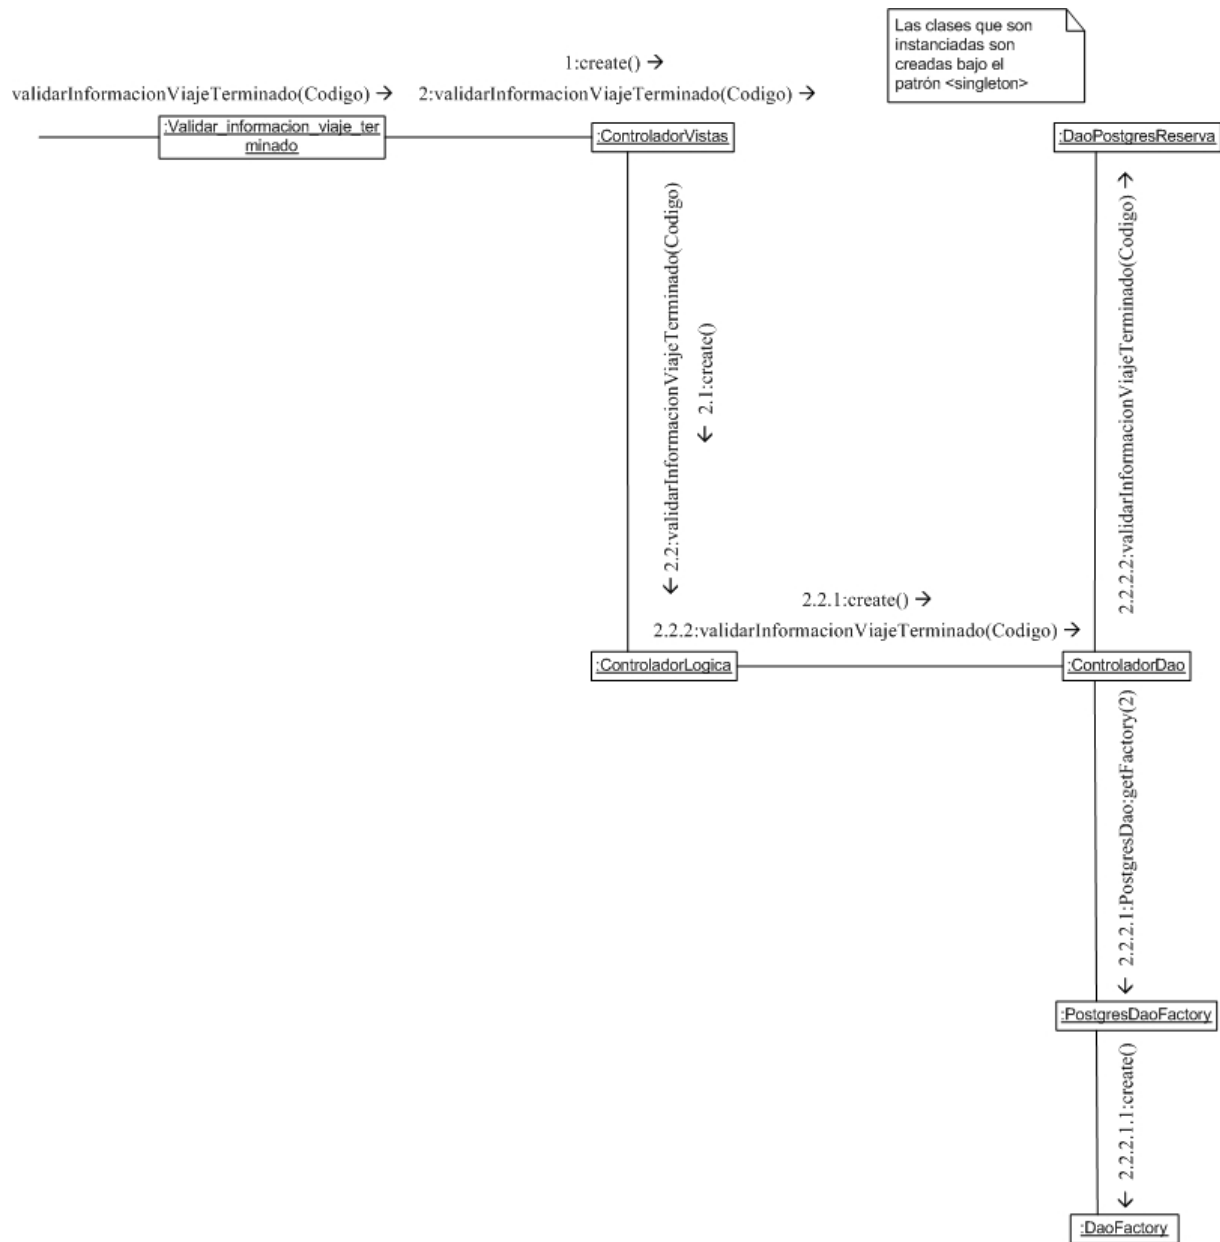 Las clases que son
instanciadas son
creadas bajo el
patrón <singleton>
1:create() →
validarInformacionViajeTerminado(Codigo) → 2:validarInformacionViajeTerminado(Codigo) →
:Validar_informacion_viaje_ter
minado
:ControladorVistas
:DaoPostgresReserva
← 2.2:validarInformacionViajeTerminado(Codigo)
← 2.1:create()
2.2.2.2:validarInformacionViajeTerminado(Codigo) →
2.2.1:create() →
2.2.2:validarInformacionViajeTerminado(Codigo) →
:ControladorLogica
:ControladorDao
← 2.2.2.1:PostgresDao:getFactory(2)
:PostgresDaoFactory
← 2.2.2.1.1:create()
:DaoFactory